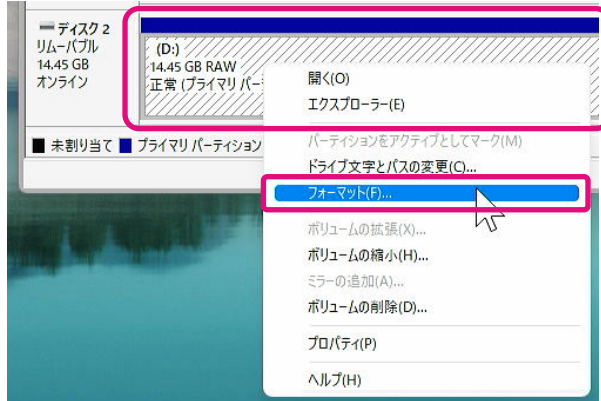 ディスク 2
リムーバブル
14.45 GB
オンライン
(D:)
14.45 GB RAW
正常 (プライマリ パー
未割り当て
プライマリ パーティション
開く(O)
エクスプローラー(E)
パーティションをアクティブとしてマーク(M)
ドライブ文字とパスの変更(C)...
フォーマット(F)...
ボリュームの拡張(X)...
ボリュームの縮小(H)...
ミラーの追加(A)...
ボリュームの削除(D)...
プロパティ(P)
ヘルプ(H)